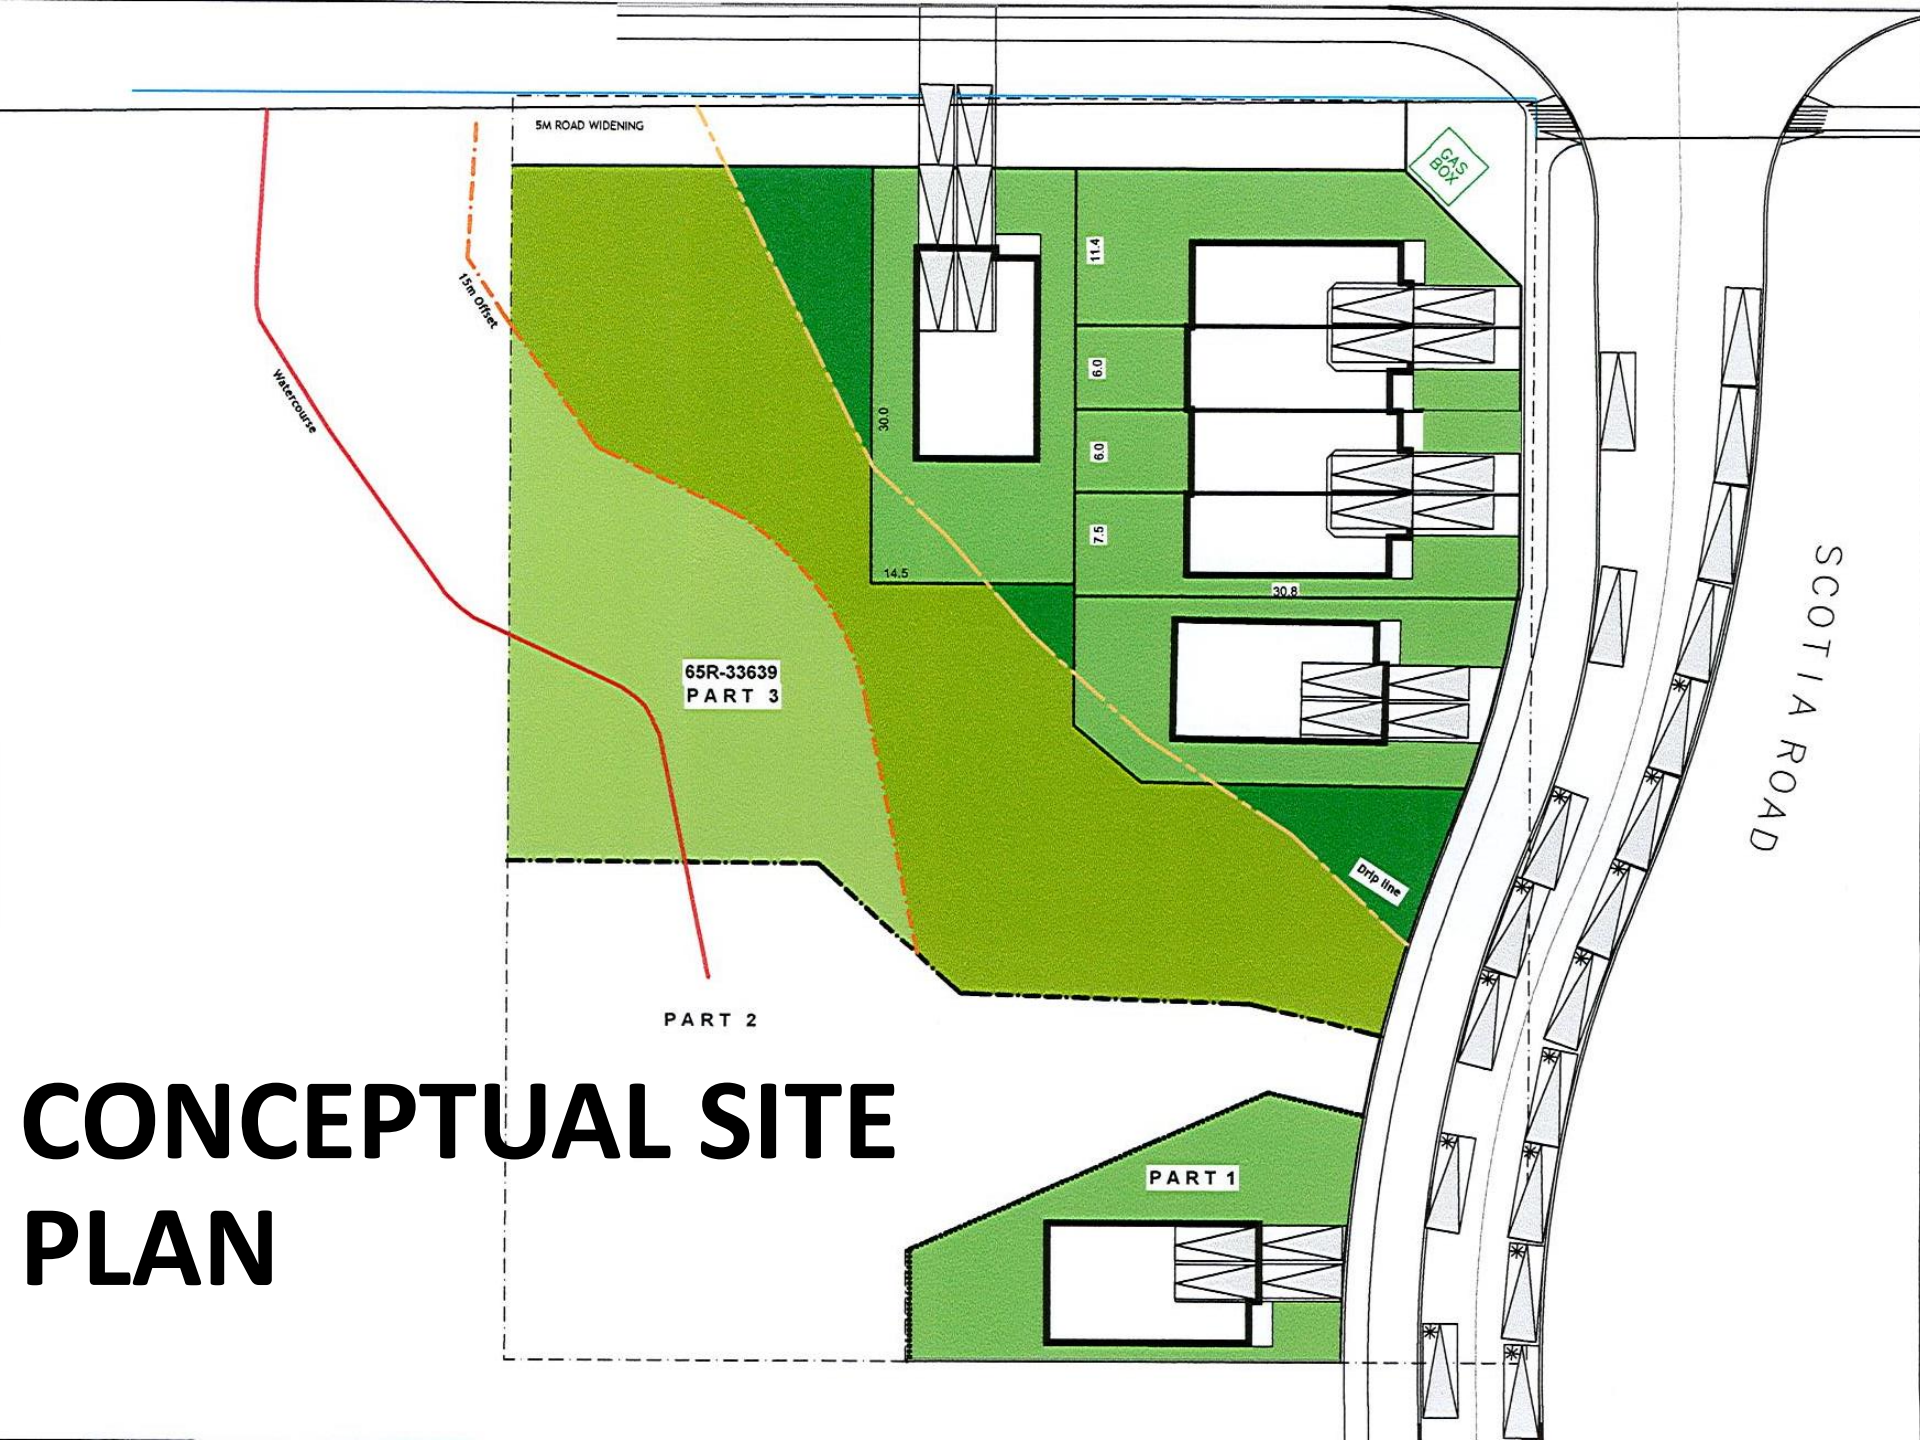 5M ROAD WIDENING
GAS
BOX
15m Offset
Watercourse
11.4
6.0
30.0
6.0
7.5
14.5
30.8
SCOTIA ROAD
65R-33639
PART 3
Drip line
PART 2
CONCEPTUAL SITE
PLAN
PART 1